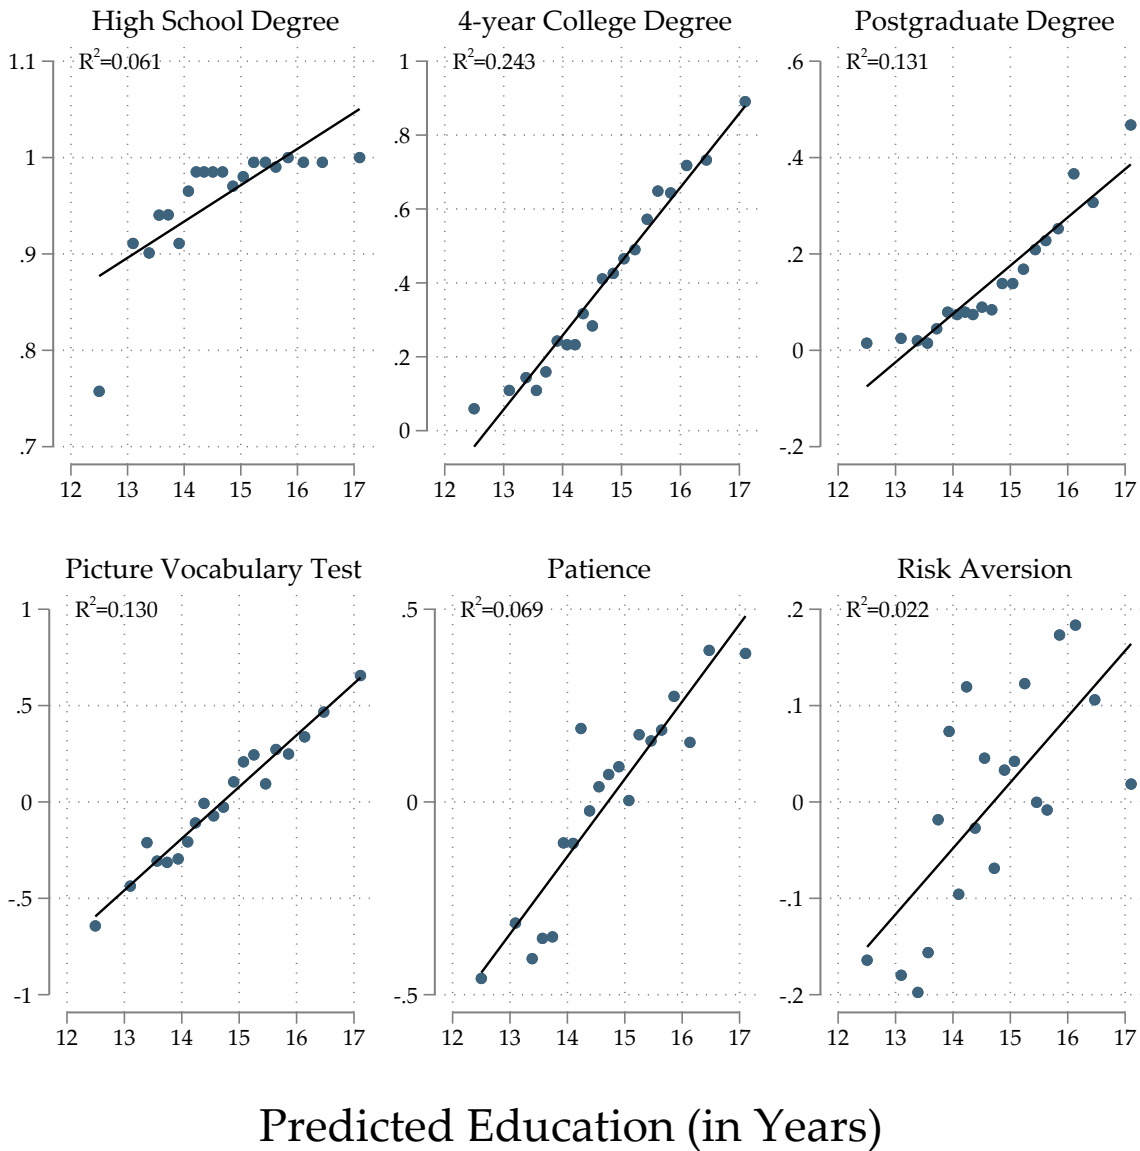 High School Degree
R²=0.061
1.1
1
.9
.8
.7
12 13 14 15 16 17
4-year College Degree
R²=0.243
1
.8
.6
.4
.2
0
12 13 14 15 16 17
Postgraduate Degree
R²=0.131
.6
.4
.2
0
-.2
12 13 14 15 16 17
Picture Vocabulary Test
R²=0.130
1
.5
0
-.5
-1
12 13 14 15 16 17
Patience
R²=0.069
.5
0
-.5
12 13 14 15 16 17
Risk Aversion
R²=0.022
.2
.1
0
-.1
-.2
12 13 14 15 16 17
Predicted Education (in Years)